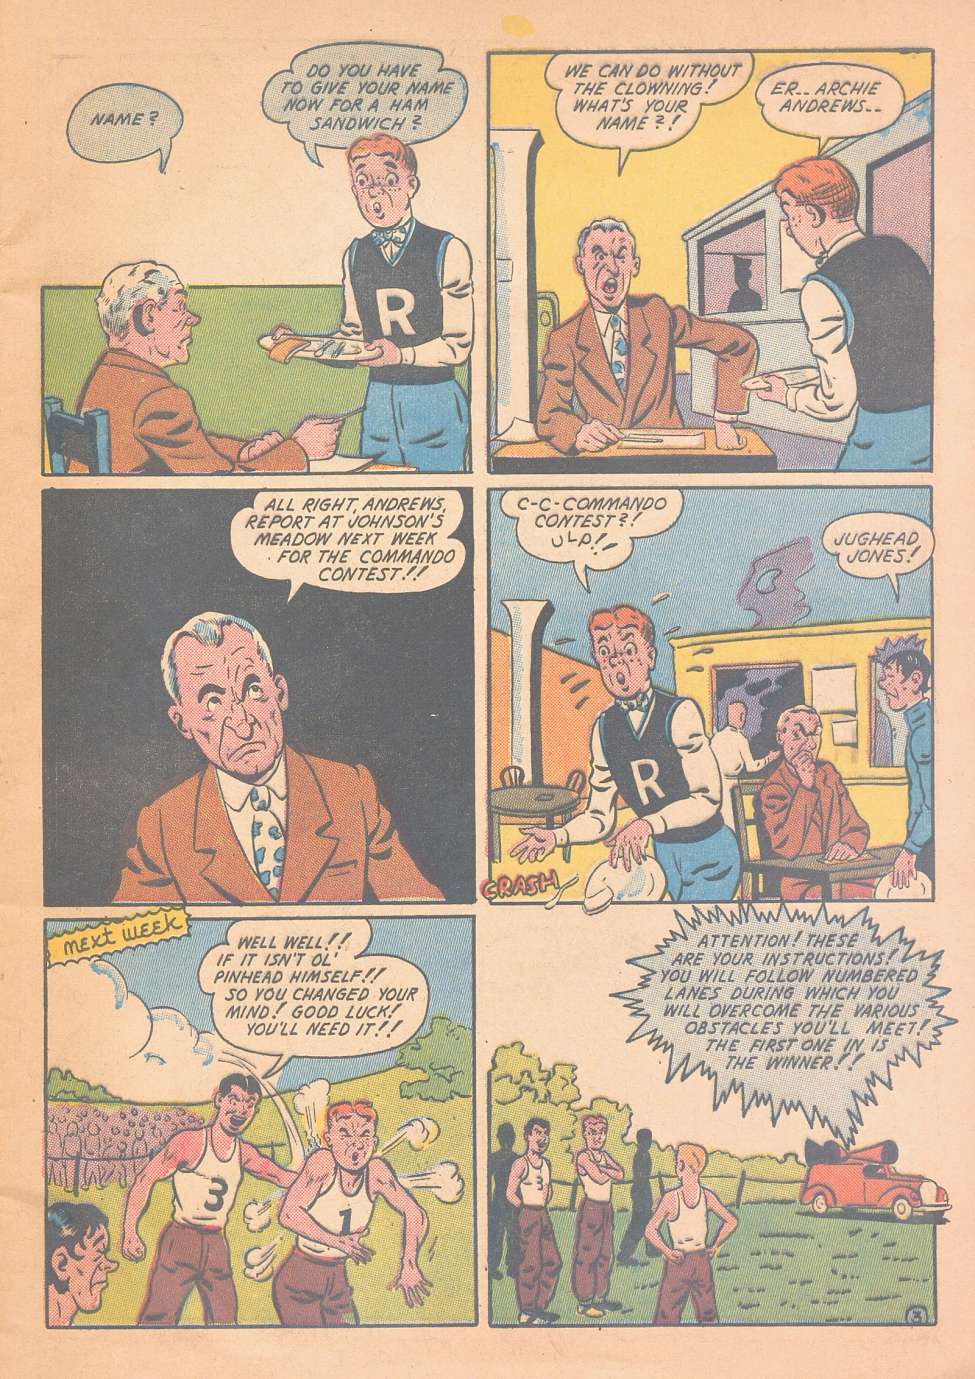 NAME?
DO YOU HAVE
TO GIVE YOUR NAME
NOW FOR A HAM
SANDWICH?
R
WE CAN DO WITHOUT
THE CLOWNING!
WHAT'S YOUR
NAME?!
ER.. ARCHIE
ANDREWS--
ALL RIGHT, ANDREWS,
REPORT AT JOHNSON'S
MEADOW NEXT WEEK
FOR THE COMMANDO
CONTEST!!
C-C-COMMANDO
CONTEST?!
ULP!!
JUGHEAD
JONES!
R
CRASH
NEXT WEEK
WELL WELL!!
IF IT ISN'T OL'
PINHEAD HIMSELF!!
SO YOU CHANGED YOUR
MIND! GOOD LUCK!
YOU'LL NEED IT!!
3
1
ATTENTION! THESE
ARE YOUR INSTRUCTIONS!
YOU WILL FOLLOW NUMBERED
LANES DURING WHICH YOU
WILL OVERCOME THE VARIOUS
OBSTACLES YOU'LL MEET!
THE FIRST ONE IN IS
THE WINNER!!
3
3